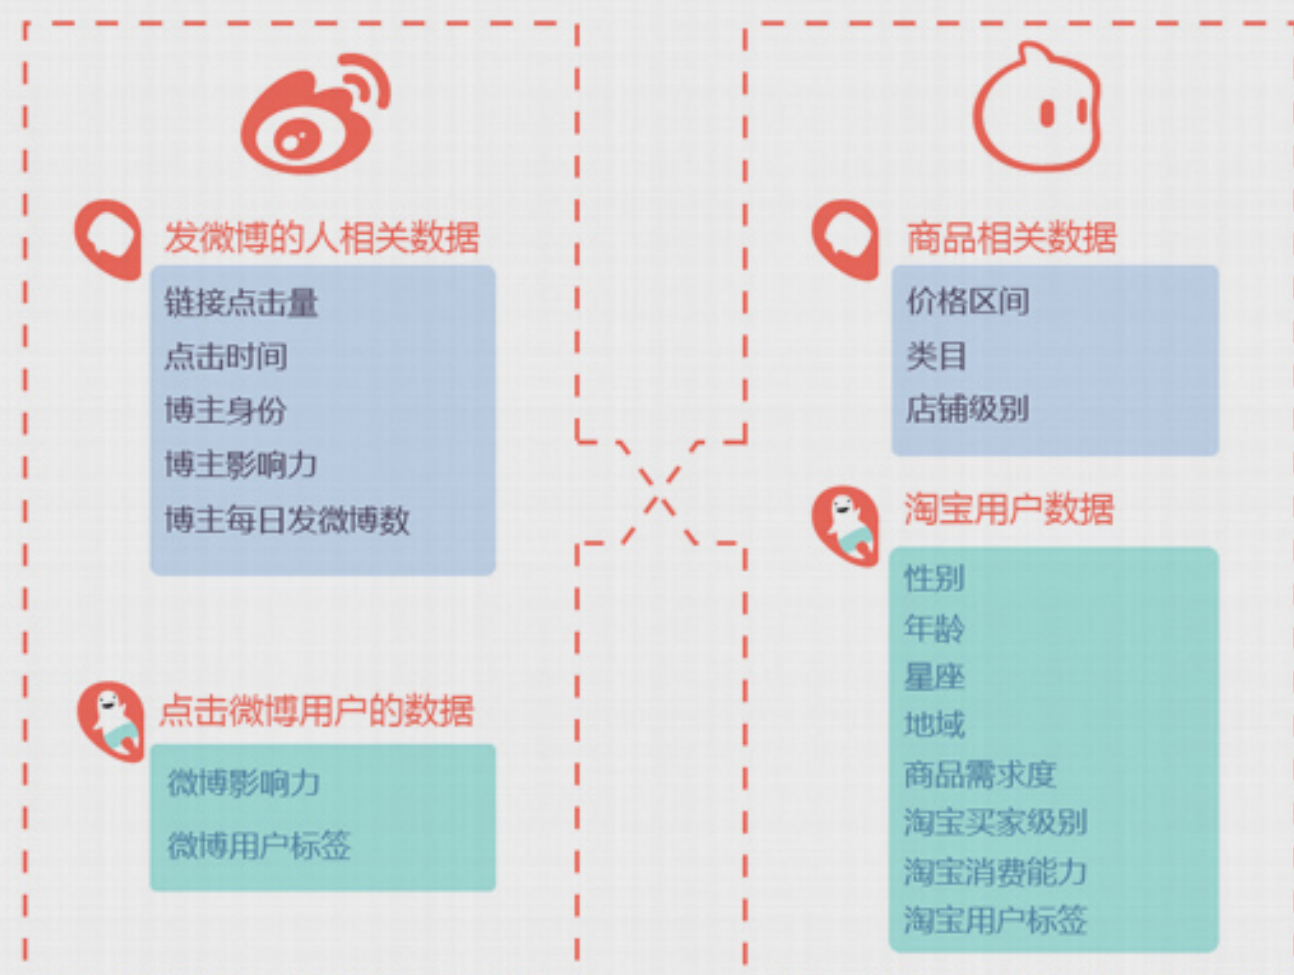 发微博的人相关数据
链接点击量
点击时间
博主身份
博主影响力
博主每日发微博数
点击微博用户的数据
微博影响力
微博用户标签
商品相关数据
价格区间
类目
店铺级别
淘宝用户数据
性别
年龄
星座
地域
商品需求度
淘宝买家级别
淘宝消费能力
淘宝用户标签